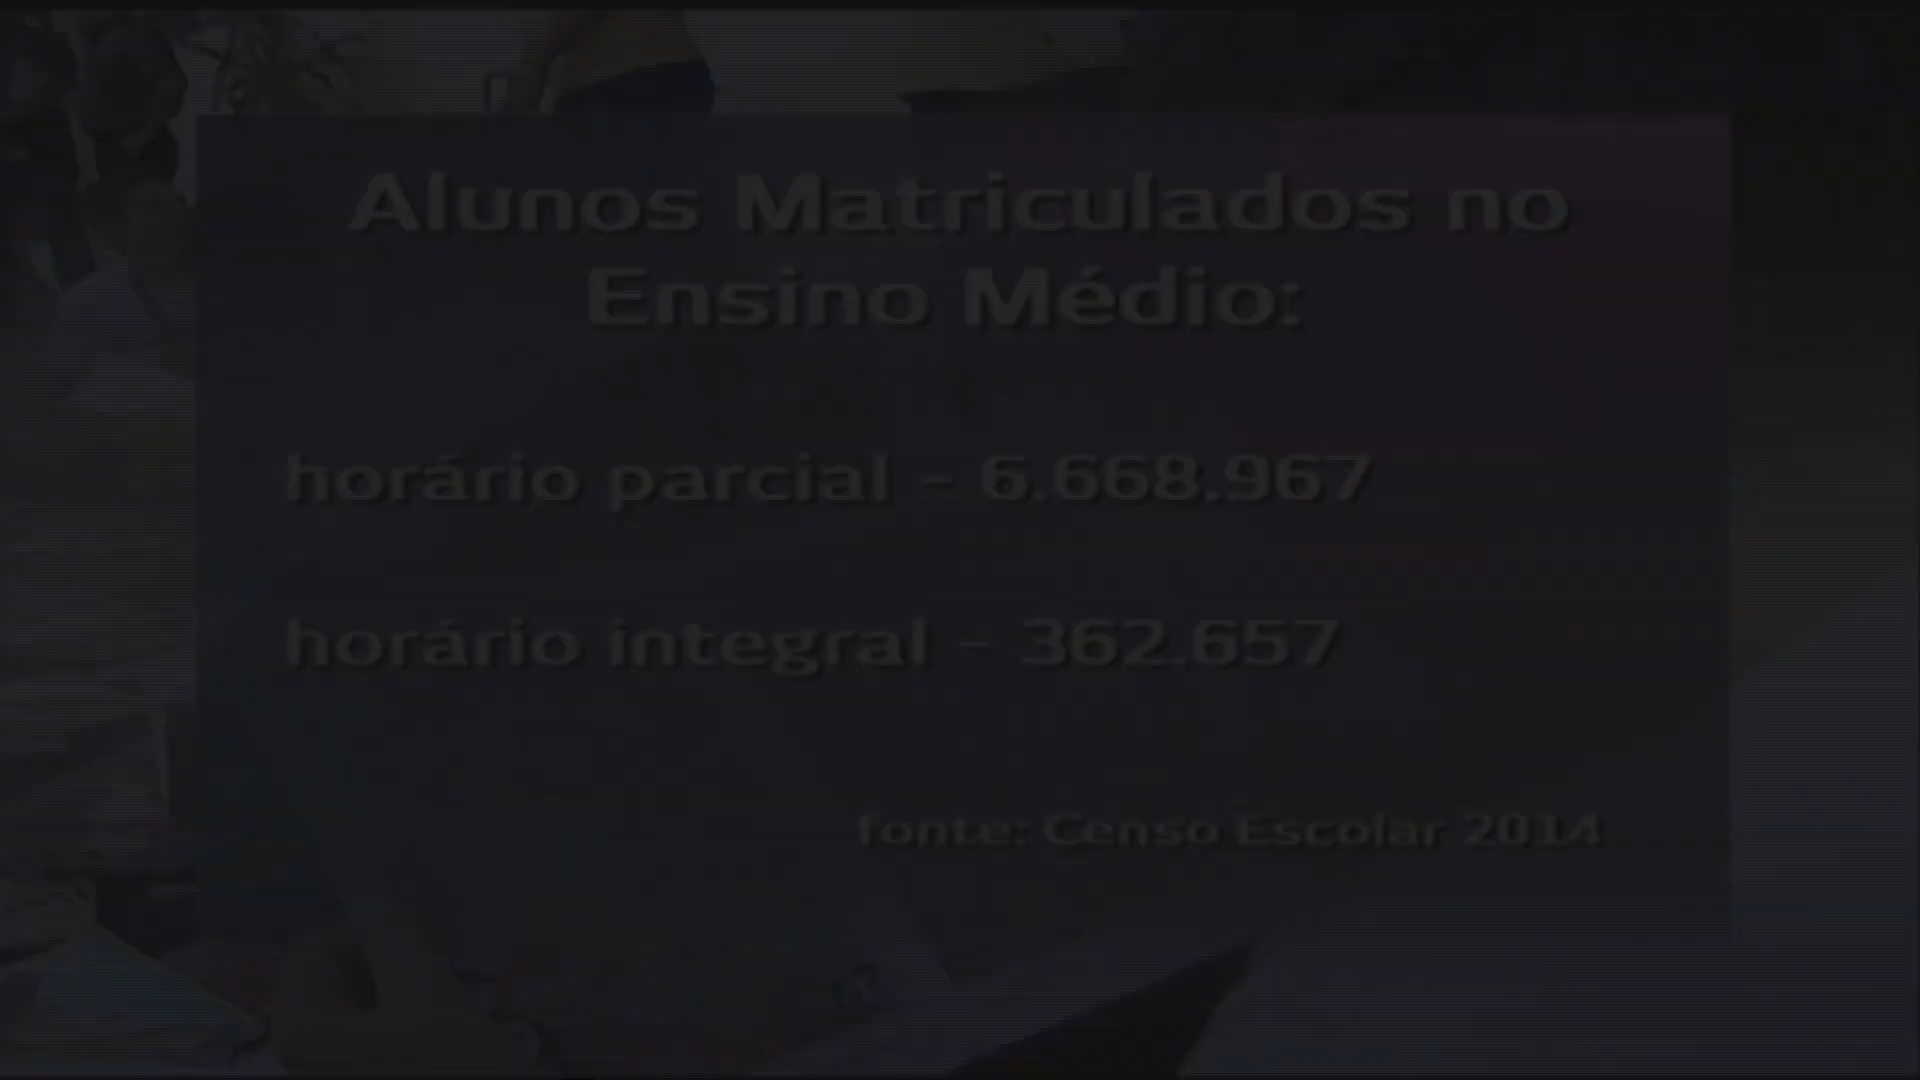 Alunos Matriculados no
Ensino Médio:
horário parcial - 6.668.967
horário integral - 362.657
fonte: Censo Escolar 2014